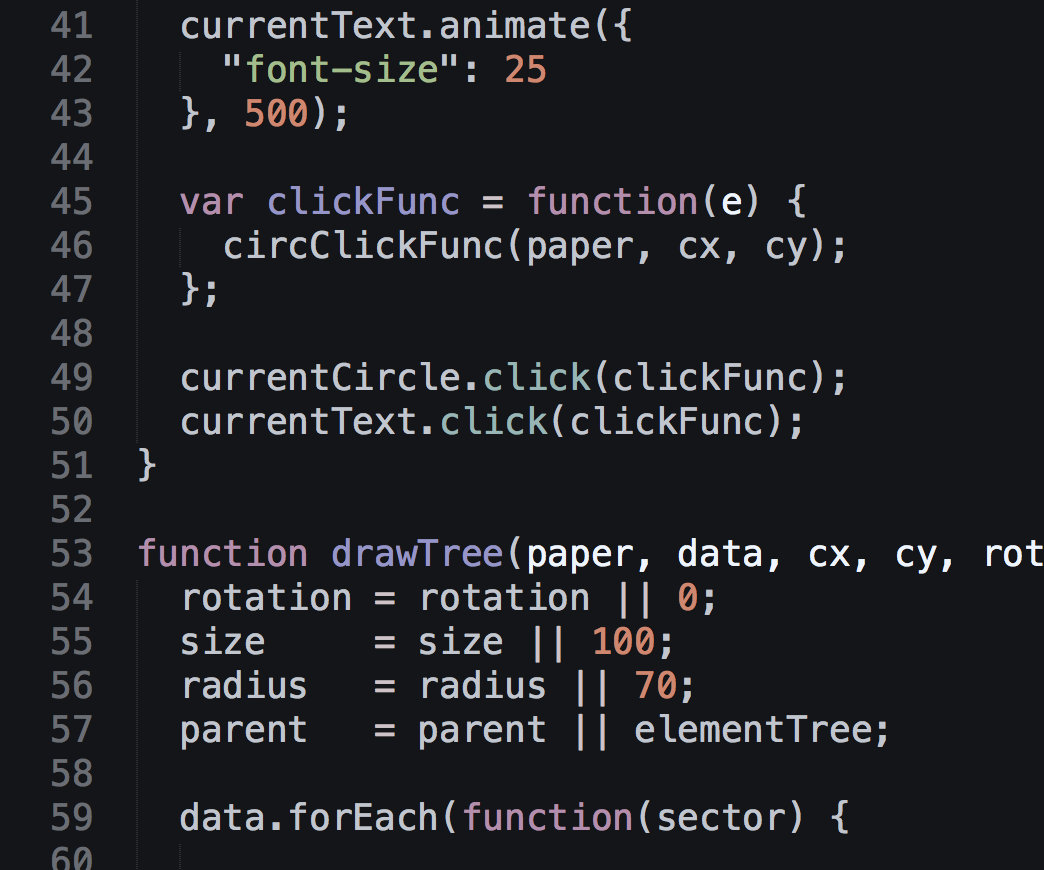 41 currentText.animate({
42 "font-size": 25
43 }, 500);
44
45 var clickFunc = function(e) {
46 circClickFunc(paper, cx, cy);
47 };
48
49 currentCircle.click(clickFunc);
50 currentText.click(clickFunc);
51 }
52
53 function drawTree(paper, data, cx, cy, rot
54 rotation = rotation || 0;
55 size = size || 100;
56 radius = radius || 70;
57 parent = parent || elementTree;
58
59 data.forEach(function(sector) {
60